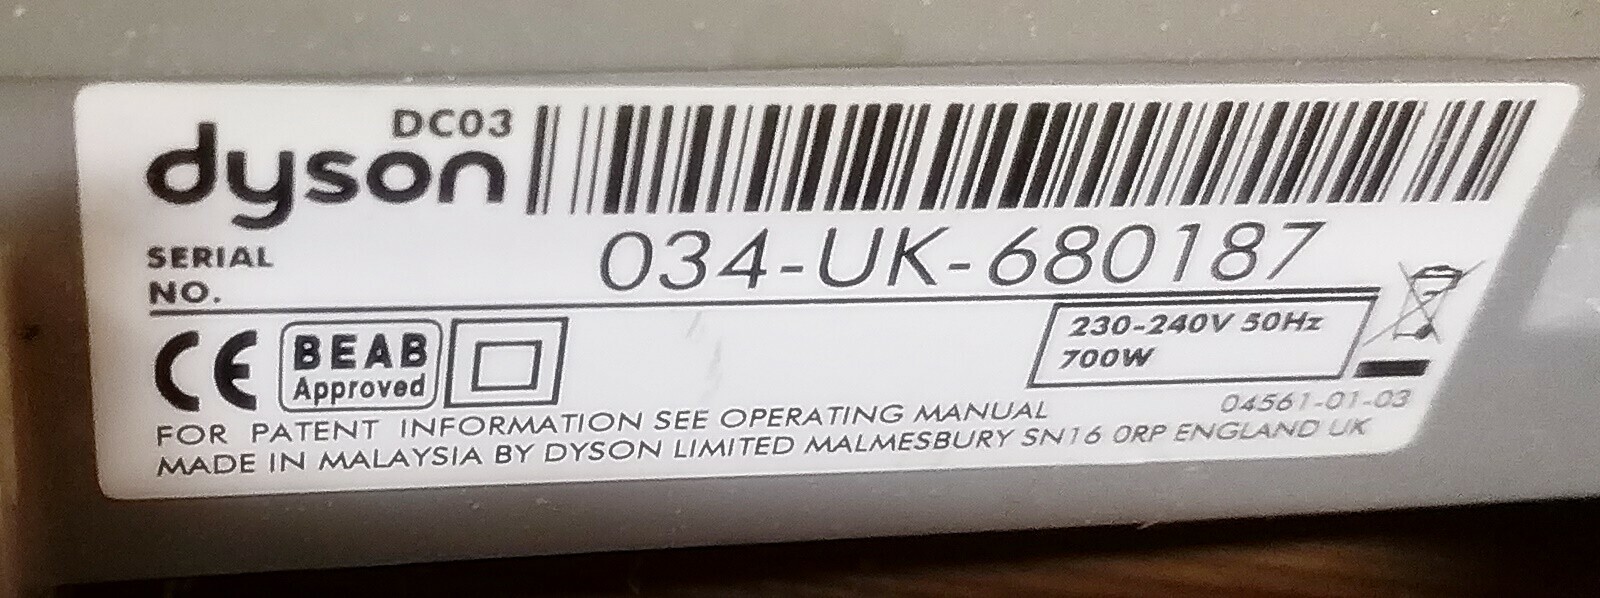 DC03
dyson
SERIAL
NO.
034-UK-680187
CE
BEAB
Approved
230-240V 50Hz
700W
04561-01-03
FOR PATENT INFORMATION SEE OPERATING MANUAL
MADE IN MALAYSIA BY DYSON LIMITED MALMESBURY SN16 0RP ENGLAND UK